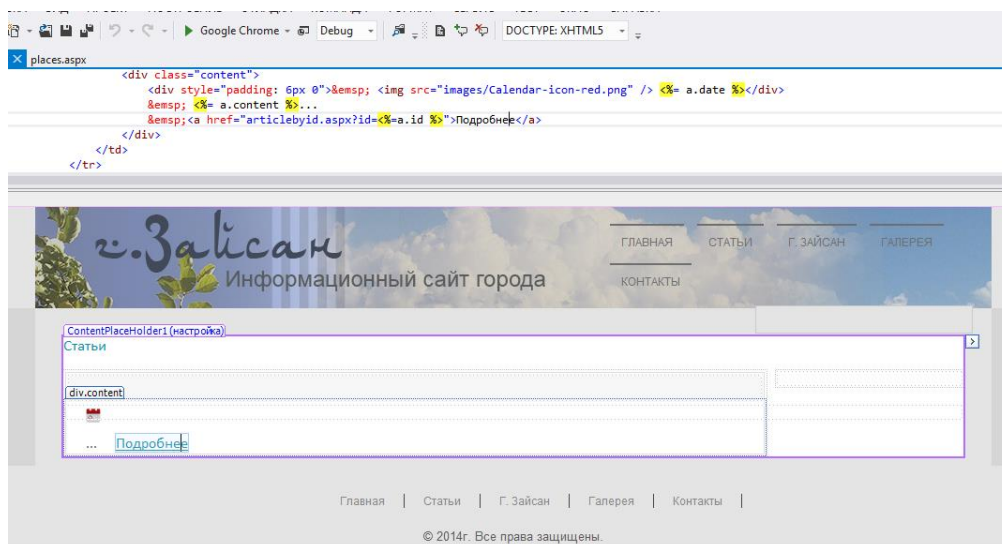 Google Chrome Debug DOCTYPE: XHTML5
places.aspx
<div class="content">
<div style="padding: 6px 0">&emsp; <img src="images/Calendar-icon-red.png" /> <%= a.date %></div>
&emsp; <%= a.content %>...
&emsp;<a href="articlebyid.aspx?id=<%=a.id %>">Подробнее</a>
</div>
</td>
</tr>
г.Зайсан
Информационный сайт города
ГЛАВНАЯ СТАТЬИ Г. ЗАЙСАН ГАЛЕРЕЯ
КОНТАКТЫ
ContentPlaceHolder1 (настройка)
Статьи
div.content
... Подробнее
Главная | Статьи | Г. Зайсан | Галерея | Контакты |
© 2014г. Все права защищены.